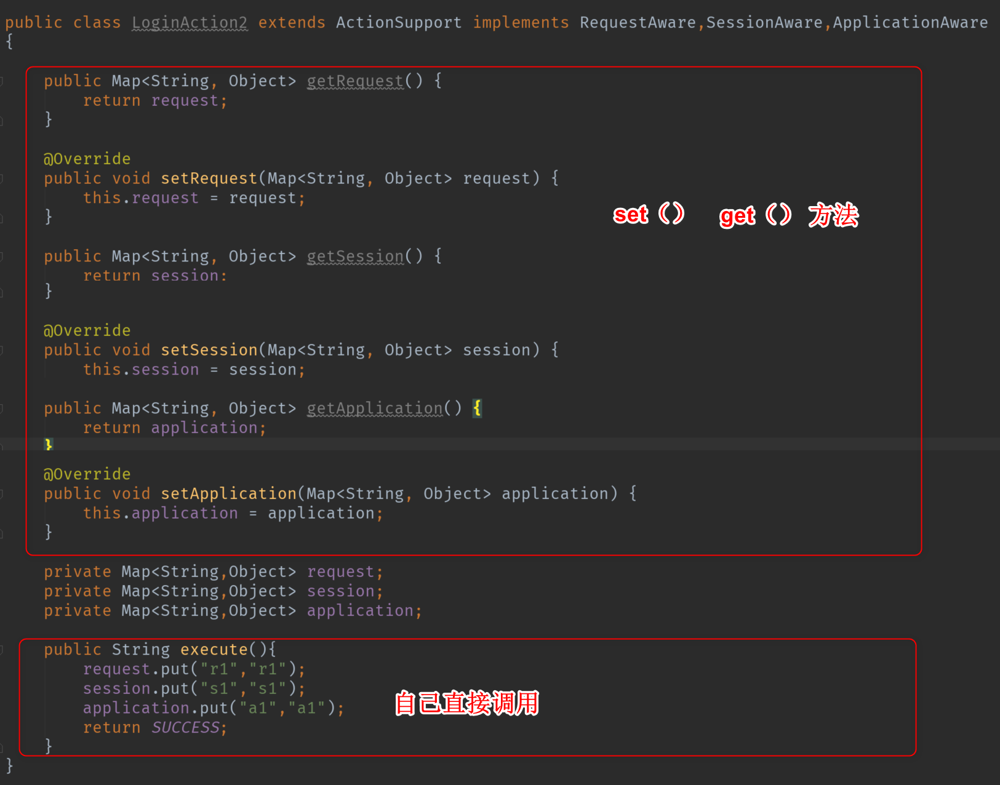 public class LoginAction2 extends ActionSupport implements RequestAware,SessionAware,ApplicationAware
{
public Map<String, Object> getRequest() {
return request;
}
@Override
public void setRequest(Map<String, Object> request) {
this.request = request;
}
set（） get（）方法
public Map<String, Object> getSession() {
return session:
}
@Override
public void setSession(Map<String, Object> session) {
this.session = session;
public Map<String, Object> getApplication() {
return application;
}
@Override
public void setApplication(Map<String, Object> application) {
this.application = application;
}
private Map<String,Object> request;
private Map<String,Object> session;
private Map<String,Object> application;
public String execute(){
request.put("r1","r1");
session.put("s1","s1");
application.put("a1","a1");
return SUCCESS;
}
自己直接调用
}